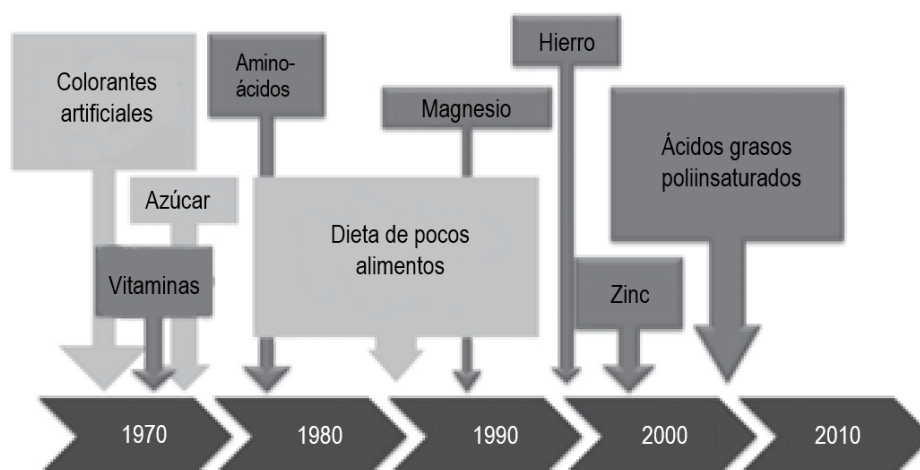 Colorantes
artificiales
Amino-
ácidos
Hierro
Magnesio
Ácidos grasos
poliinsaturados
Azúcar
Dieta de pocos
alimentos
Vitaminas
Zinc
1970
1980
1990
2000
2010